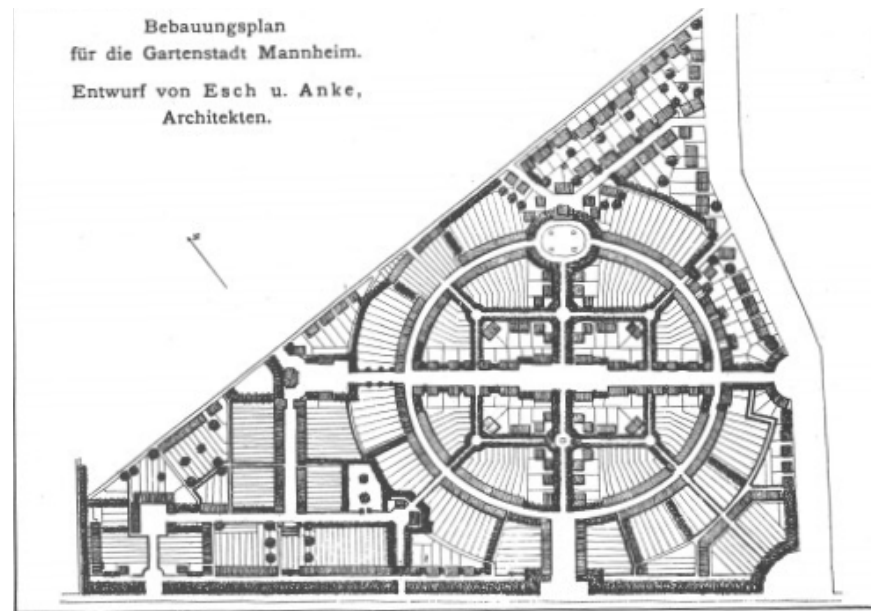 Bebauungsplan
für die Gartenstadt Mannheim.
Entwurf von Esch u. Anke,
Architekten.